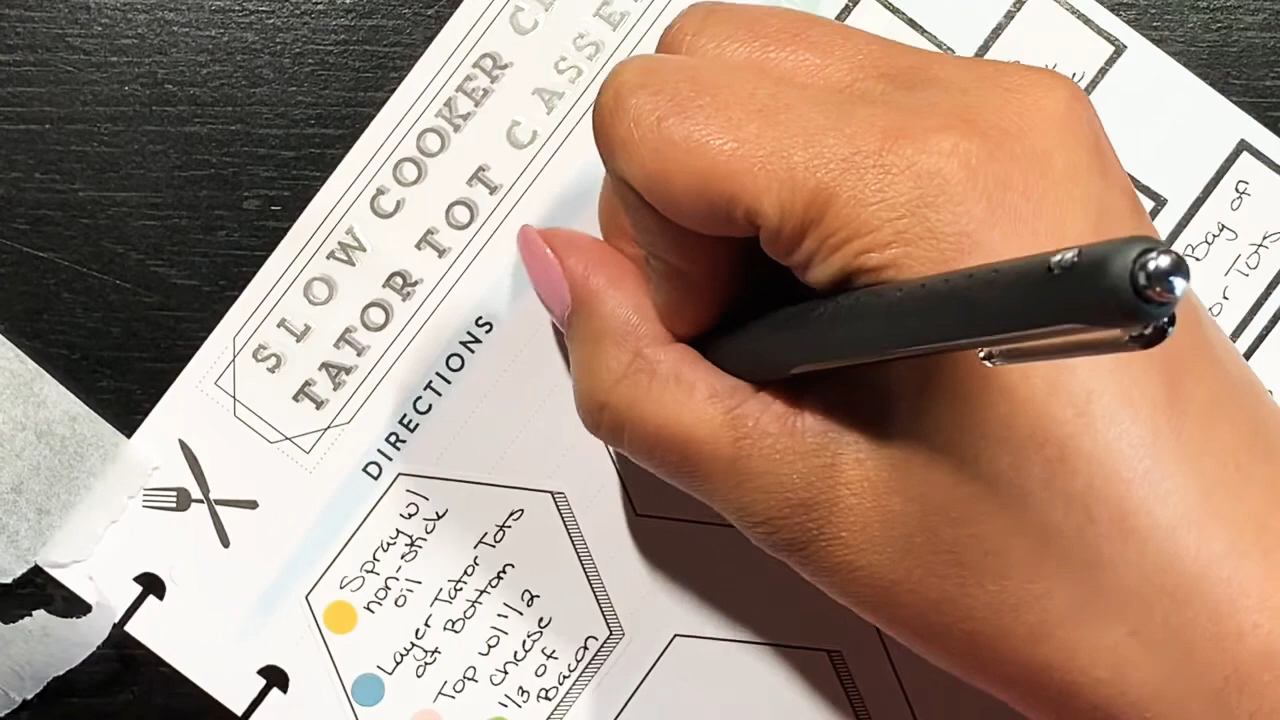 SLOW COOKER
TATOR TOT CASSE
DIRECTIONS
Spray w/
non-stick
oil
Layer Tator Tots
at Bottom
Top w/ 1/2
cheese
1/3 of
Bacon
Bag of
Tots